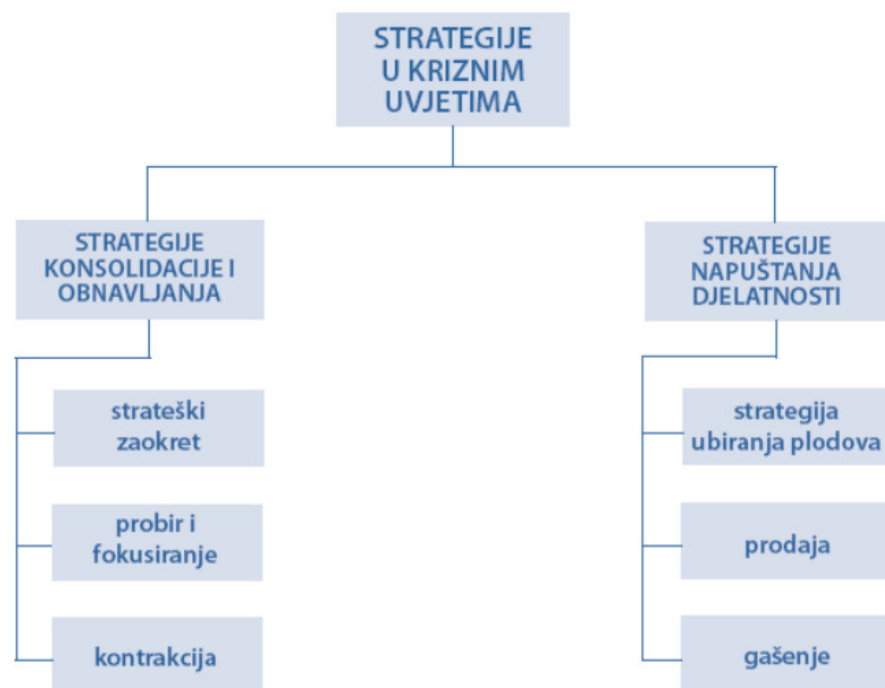 STRATEGIJE
U KRIZNIM
UVJETIMA
STRATEGIJE
KONSOLIDACIJE I
OBNAVLJANJA
STRATEGIJE
NAPUŠTANJA
DJELATNOSTI
strateški
zaokret
probir i
fokusiranje
kontrakcija
strategija
ubiranja plodova
prodaja
gašenje